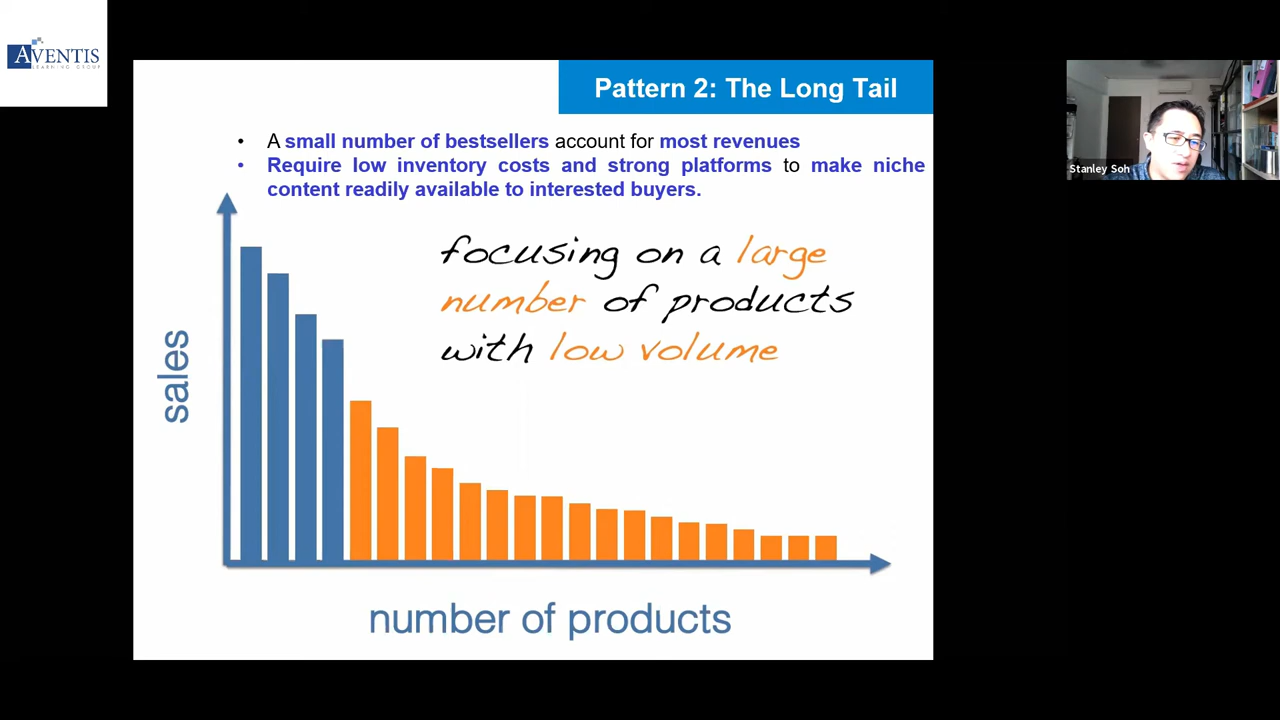 AVENTIS
LEARNING GROUP
Pattern 2: The Long Tail
• A small number of bestsellers account for most revenues
• Require low inventory costs and strong platforms to make niche
content readily available to interested buyers.
Stanley Soh
focusing on a large
number of products
with low volume
sales
number of products